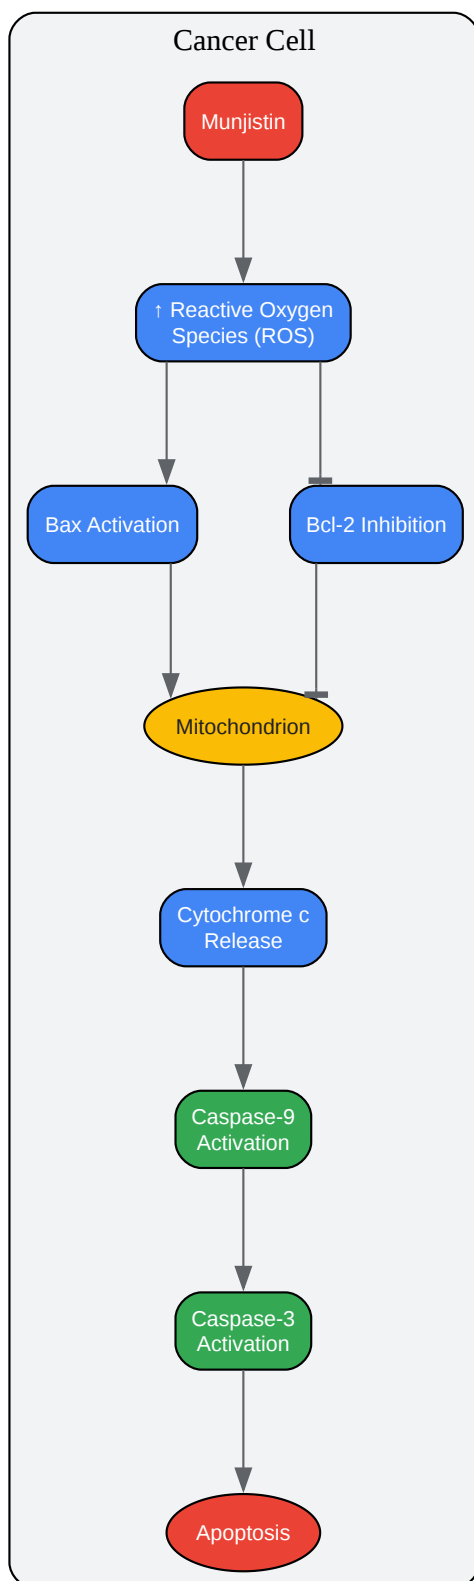 Cancer Cell
Munjistin
↑ Reactive Oxygen
Species (ROS)
Bax Activation
Bcl-2 Inhibition
Mitochondrion
Cytochrome c
Release
Caspase-9
Activation
Caspase-3
Activation
Apoptosis